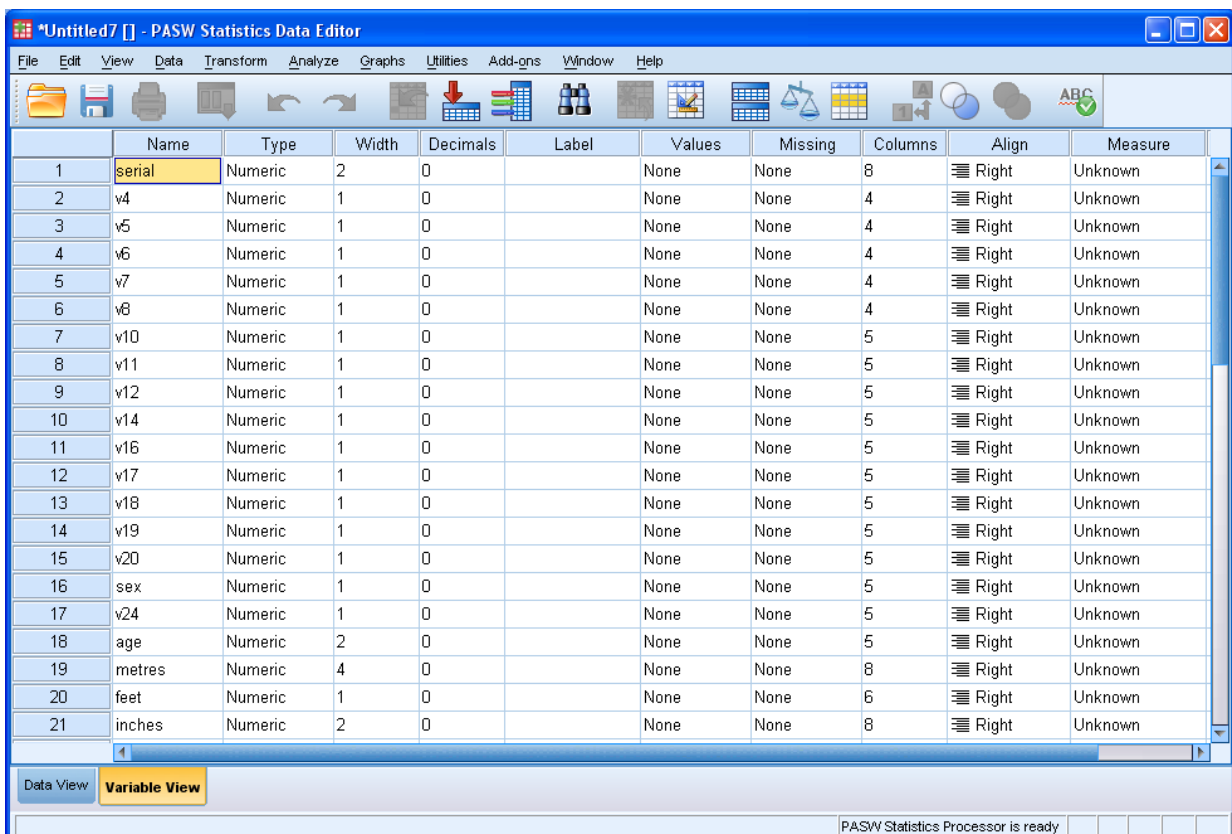 *Untitled7 [] - PASW Statistics Data Editor
File Edit View Data Transform Analyze Graphs Utilities Add-ons Window Help
Name Type Width Decimals Label Values Missing Columns Align Measure
1 serial Numeric 2 0 None None 8 Right Unknown
2 v4 Numeric 1 0 None None 4 Right Unknown
3 v5 Numeric 1 0 None None 4 Right Unknown
4 v6 Numeric 1 0 None None 4 Right Unknown
5 v7 Numeric 1 0 None None 4 Right Unknown
6 v8 Numeric 1 0 None None 4 Right Unknown
7 v10 Numeric 1 0 None None 5 Right Unknown
8 v11 Numeric 1 0 None None 5 Right Unknown
9 v12 Numeric 1 0 None None 5 Right Unknown
10 v14 Numeric 1 0 None None 5 Right Unknown
11 v16 Numeric 1 0 None None 5 Right Unknown
12 v17 Numeric 1 0 None None 5 Right Unknown
13 v18 Numeric 1 0 None None 5 Right Unknown
14 v19 Numeric 1 0 None None 5 Right Unknown
15 v20 Numeric 1 0 None None 5 Right Unknown
16 sex Numeric 1 0 None None 5 Right Unknown
17 v24 Numeric 1 0 None None 5 Right Unknown
18 age Numeric 2 0 None None 5 Right Unknown
19 metres Numeric 4 0 None None 8 Right Unknown
20 feet Numeric 1 0 None None 6 Right Unknown
21 inches Numeric 2 0 None None 8 Right Unknown
Data View Variable View
PASW Statistics Processor is ready